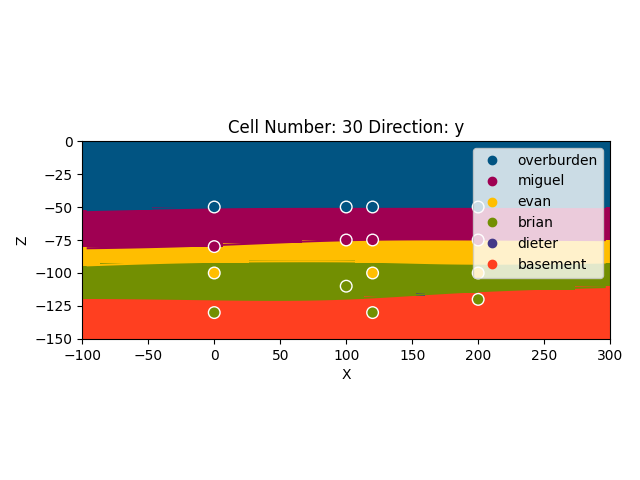 Cell Number: 30 Direction: y
0
−25
−50
−75
−100
−125
−150
Z
−100
−50
0
50
100
150
200
250
300
X
overburden
miguel
evan
brian
dieter
basement